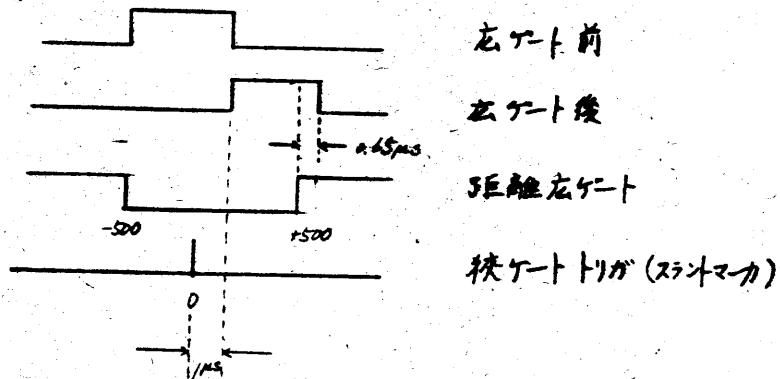 広ゲート前
広ゲート後
0.65μs
距離広ゲート
-500
+500
狭ゲートトリガ(スラントマーカ)
0
1μs